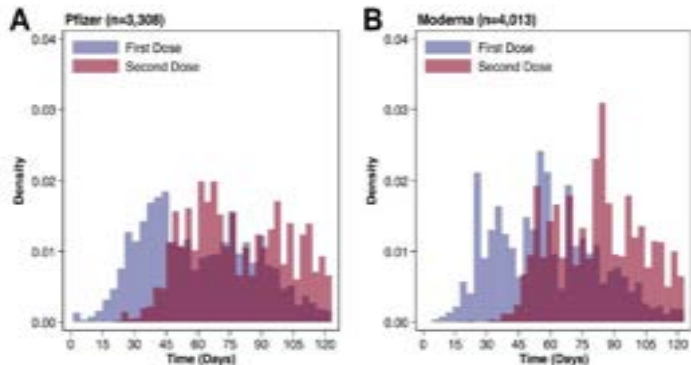 A Pfizer (n=3,308)
First Dose
Second Dose
0.04
0.03
0.02
0.01
0.00
Density
0 15 30 45 60 75 90 105 120
Time (Days)
B Moderna (n=4,013)
First Dose
Second Dose
0.04
0.03
0.02
0.01
0.00
Density
0 15 30 45 60 75 90 105 120
Time (Days)